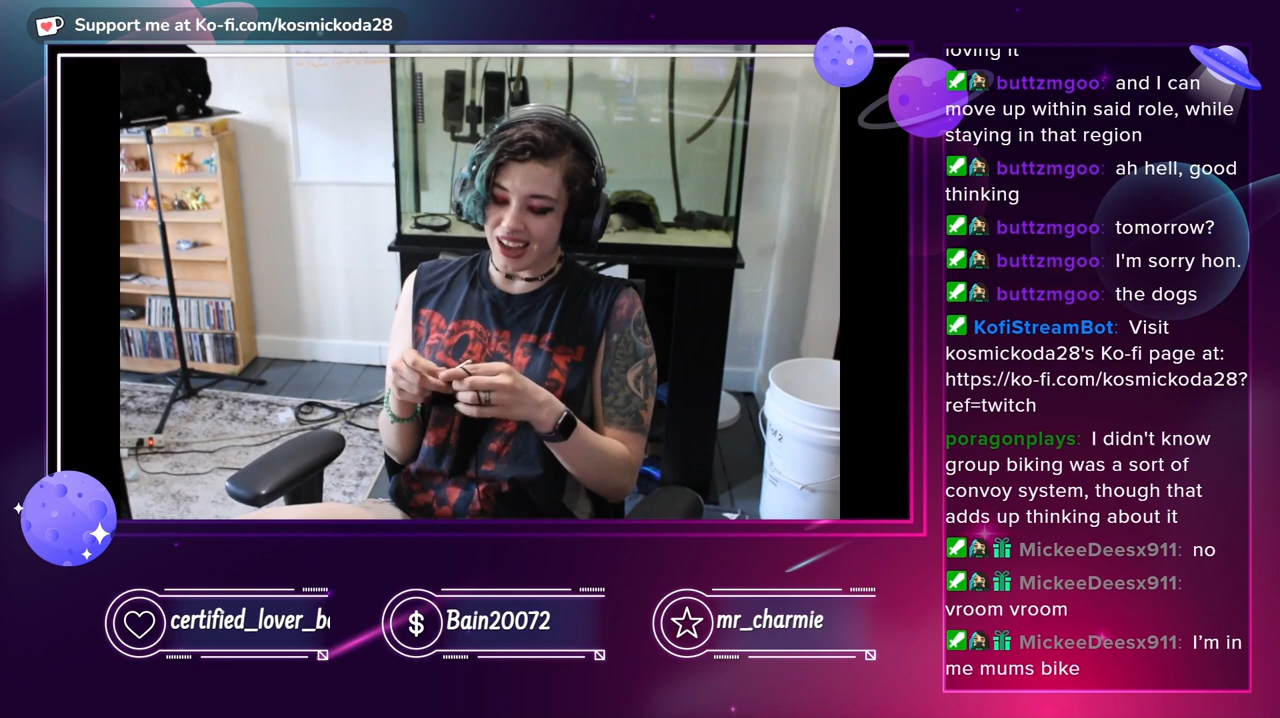 Support me at Ko-fi.com/kosmickoda28
loving it
buttzmgoo: and I can
move up within said role, while
staying in that region
buttzmgoo: ah hell, good
thinking
buttzmgoo: tomorrow?
buttzmgoo: I'm sorry hon.
buttzmgoo: the dogs
KofiStreamBot: Visit
kosmickoda28's Ko-fi page at:
https://ko-fi.com/kosmickoda28?
ref=twitch
poragonplays: I didn't know
group biking was a sort of
convoy system, though that
adds up thinking about it
MickeeDeesx911: no
MickeeDeesx911:
vroom vroom
MickeeDeesx911: I'm in
me mums bike
certified_lover_bo
$ Bain20072
mr_charmie